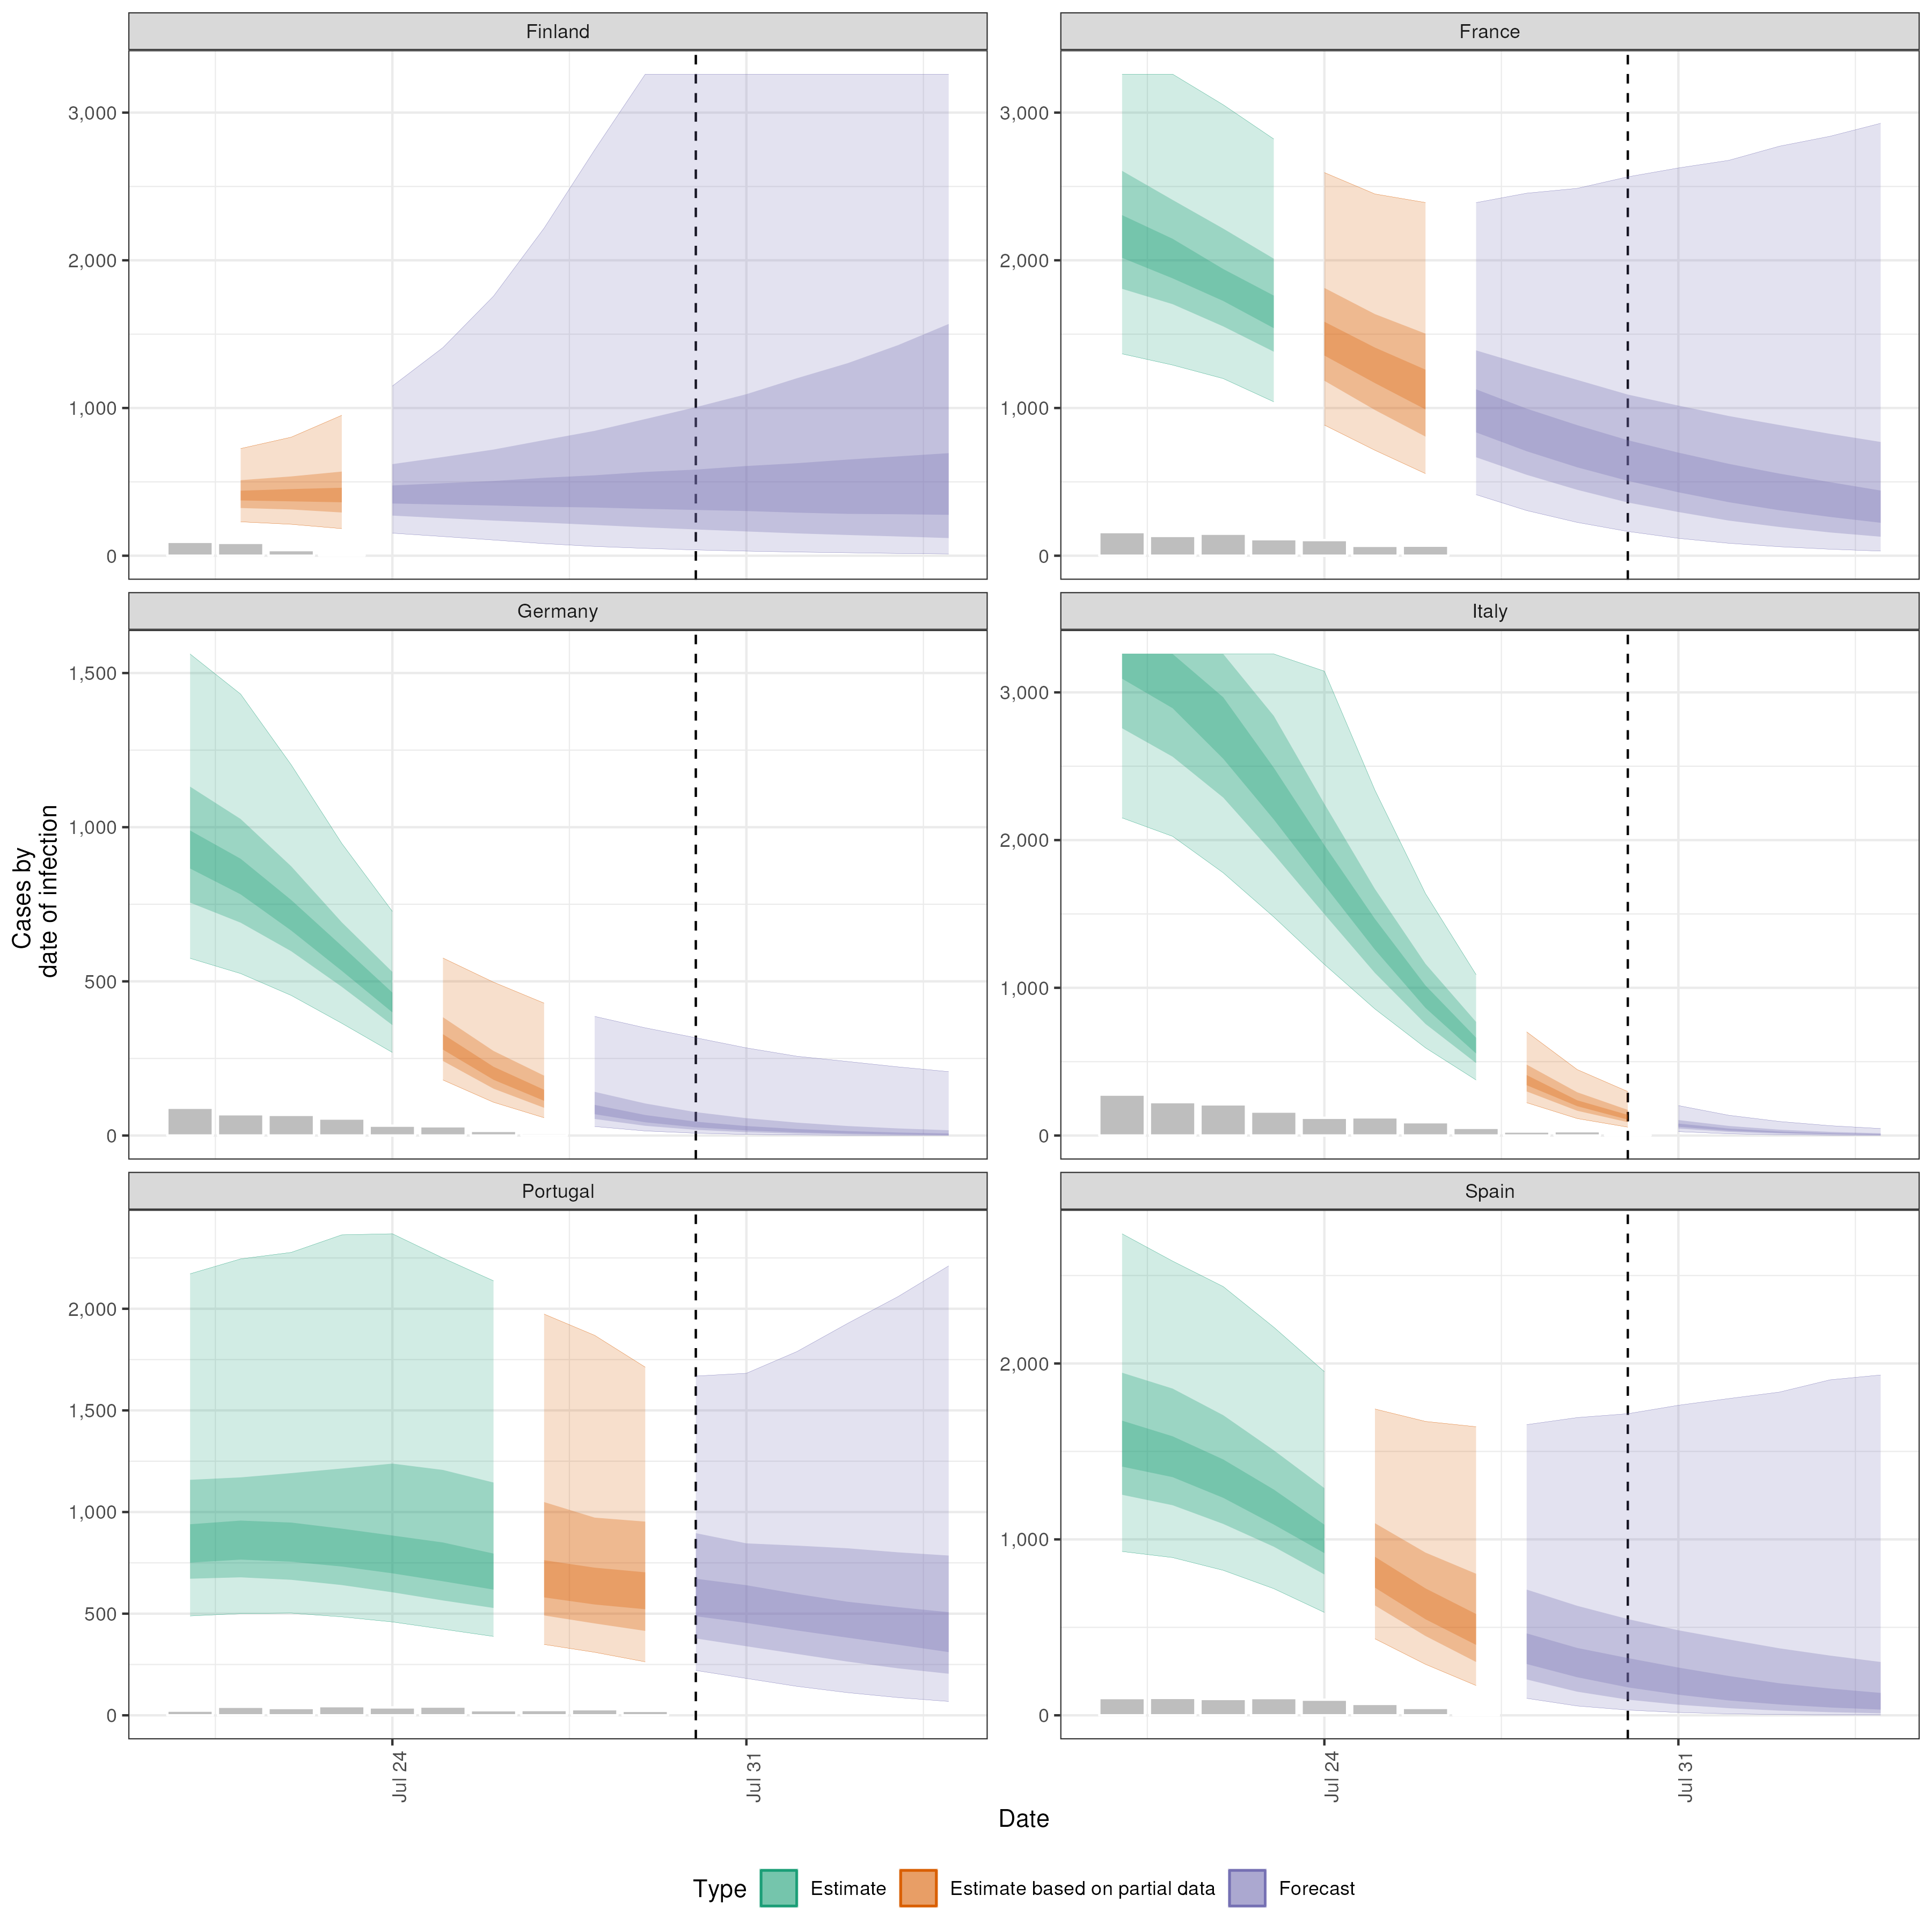 Finland
France
3,000
2,000
1,000
0
3,000
2,000
1,000
0
Germany
Italy
1,500
1,000
500
0
3,000
2,000
1,000
0
Cases by
date of infection
Portugal
Spain
2,000
1,500
1,000
500
0
2,000
1,000
0
Jul 24
Jul 31
Jul 24
Jul 31
Date
Type
Estimate
Estimate based on partial data
Forecast